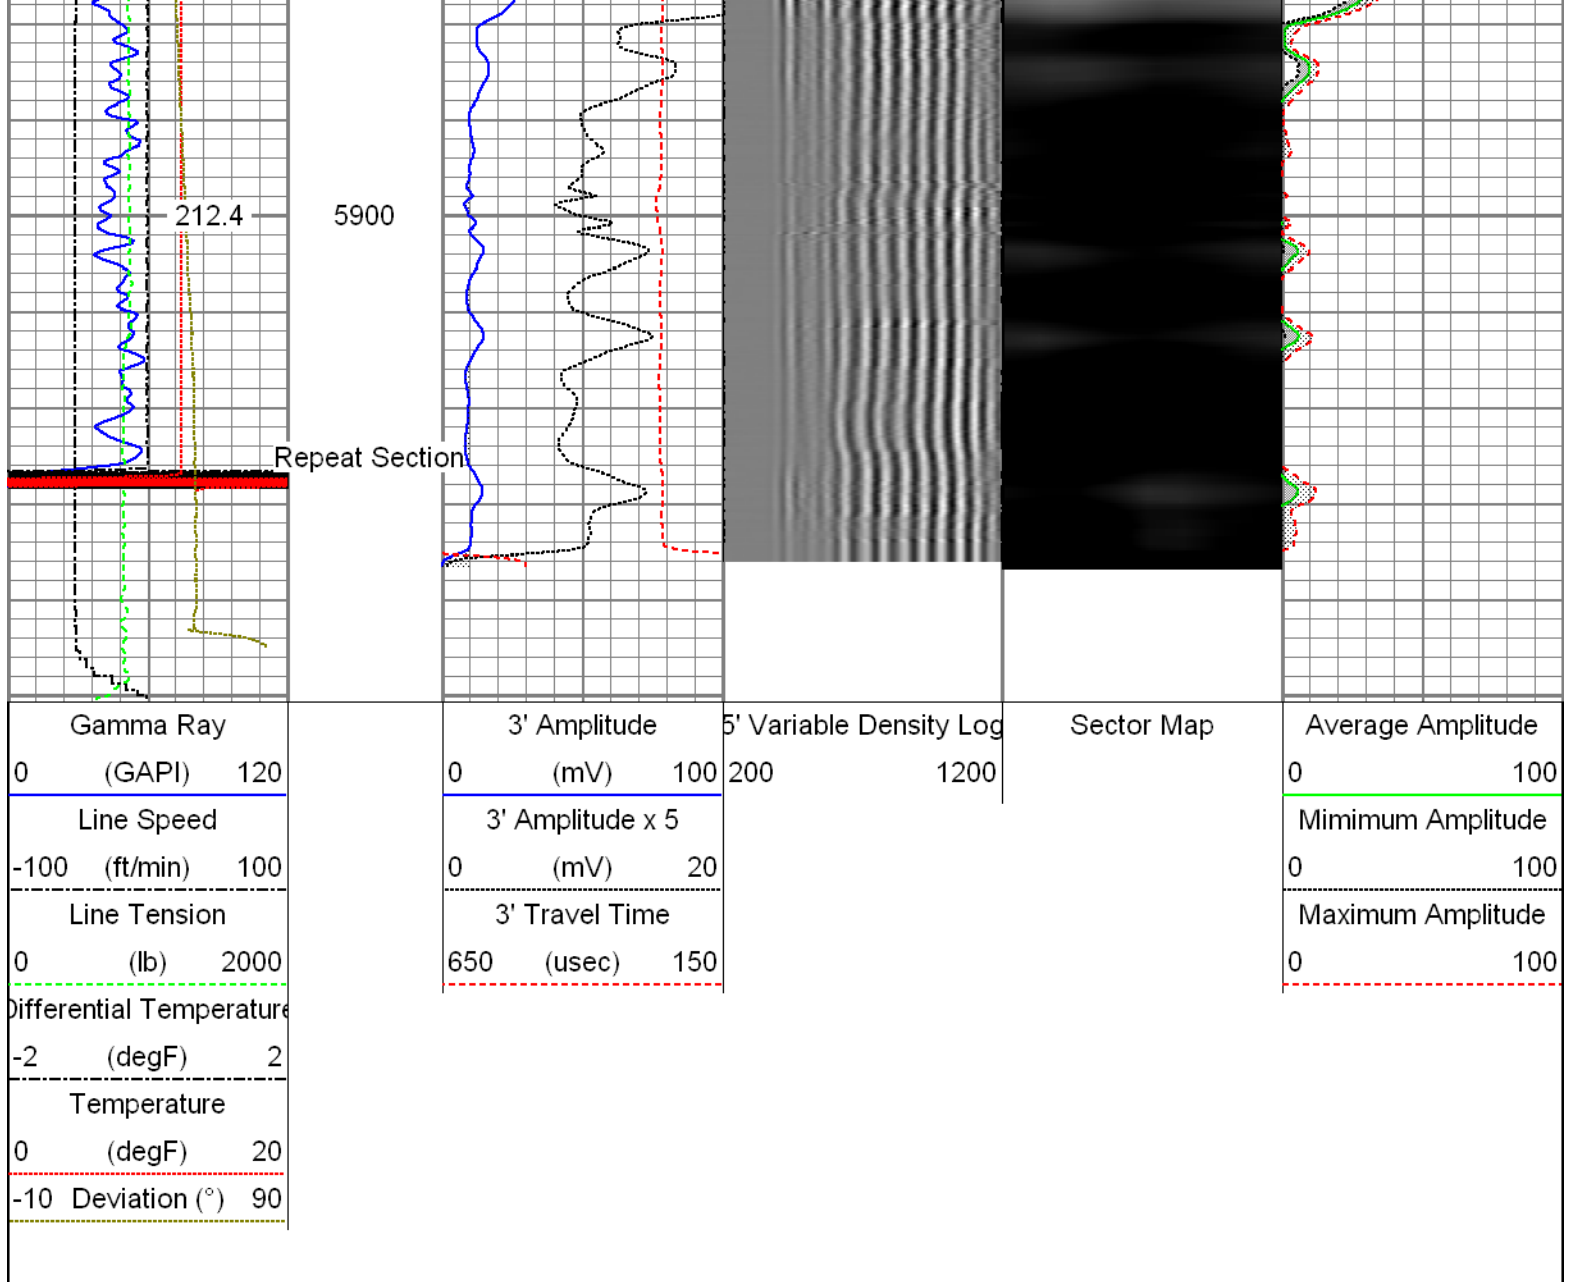 212.4
5900
Repeat Section
Gamma Ray
0 (GAPI) 120
Line Speed
-100 (ft/min) 100
Line Tension
0 (lb) 2000
Differential Temperature
-2 (degF) 2
Temperature
0 (degF) 20
-10 Deviation (°) 90
3' Amplitude
0 (mV) 100
3' Amplitude x 5
0 (mV) 20
3' Travel Time
650 (usec) 150
5' Variable Density Log
200 1200
Sector Map
Average Amplitude
0 100
Mimimum Amplitude
0 100
Maximum Amplitude
0 100